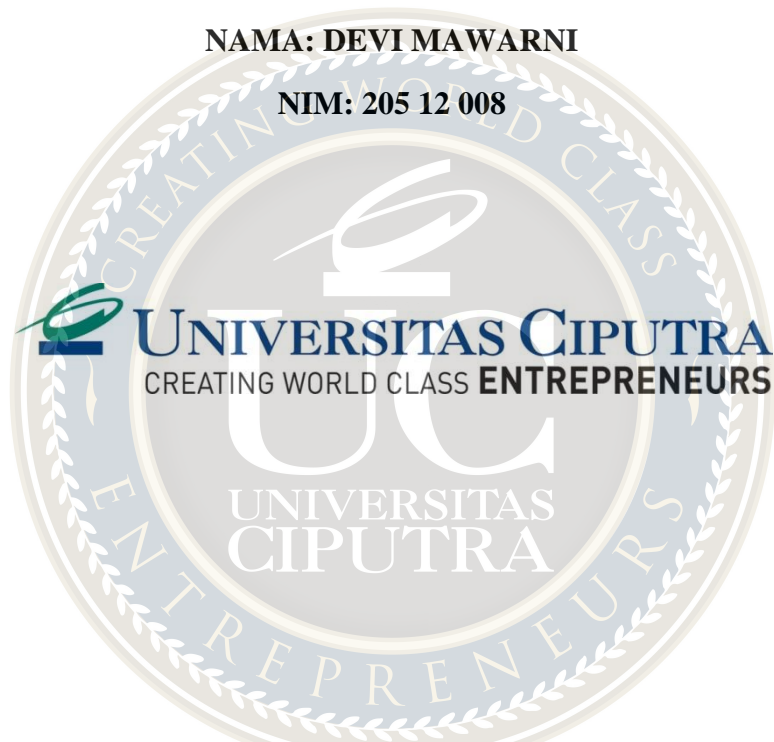 NAMA: DEVI MAWARNI
NIM: 205 12 008
CREATING WORLD CLASS
UNIVERSITAS CIPUTRA
CREATING WORLD CLASS ENTREPRENEURS
UC
UNIVERSITAS
CIPUTRA
ENTREPRENEURS